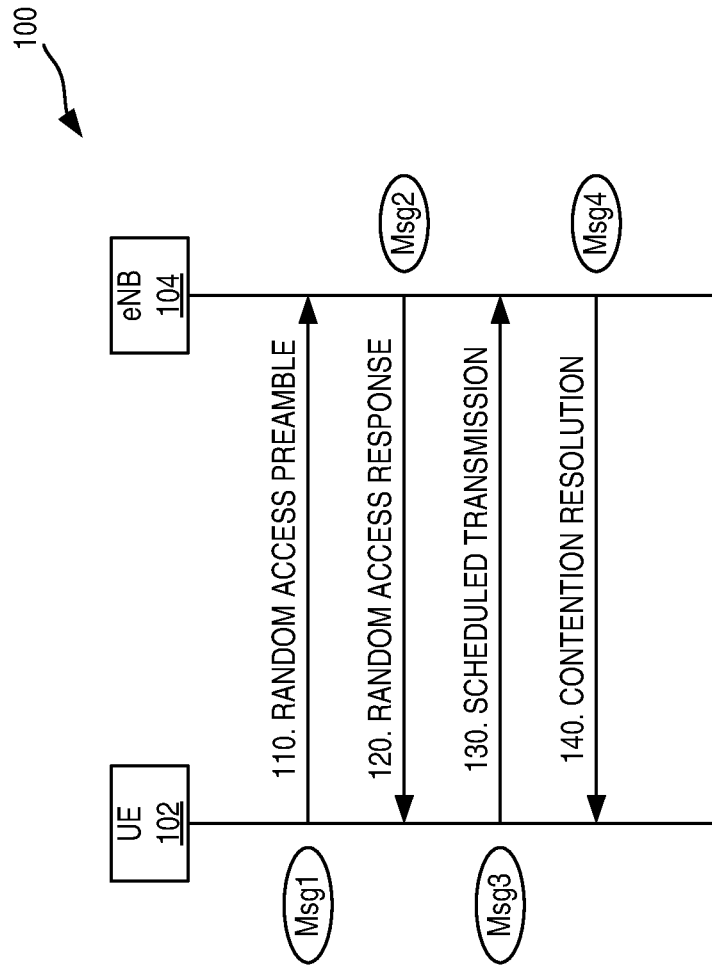 100
UE
102
eNB
104
Msg1
110. RANDOM ACCESS PREAMBLE
120. RANDOM ACCESS RESPONSE
Msg2
Msg3
130. SCHEDULED TRANSMISSION
140. CONTENTION RESOLUTION
Msg4